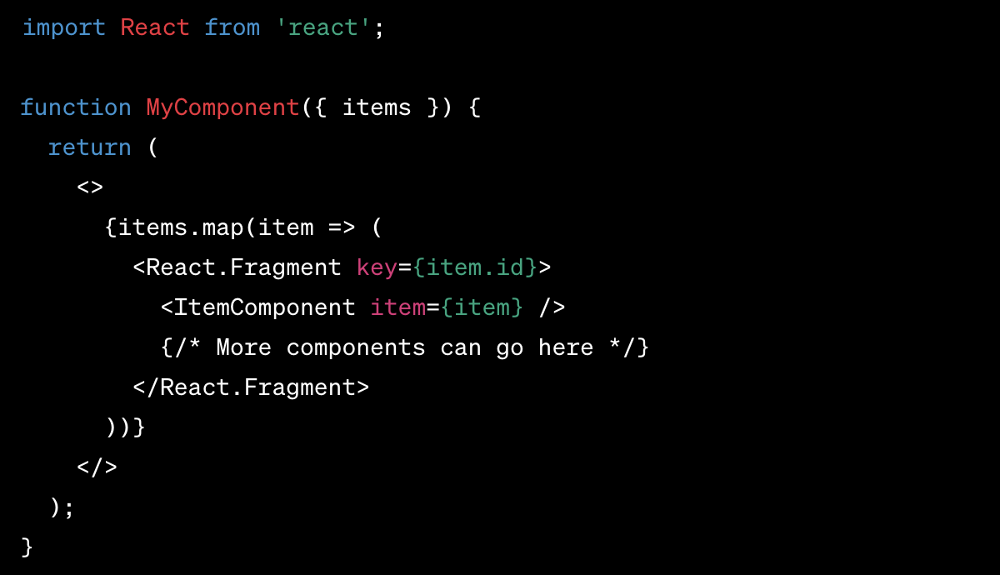 import React from 'react';

function MyComponent({ items }) {
  return (
    <>
      {items.map(item => (
        <React.Fragment key={item.id}>
          <ItemComponent item={item} />
          {/* More components can go here */}
        </React.Fragment>
      ))}
    </>
  );
}